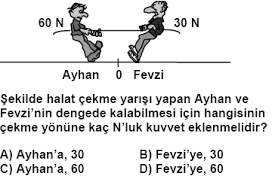 60 N 30 N
Ayhan 0 Fevzi
Şekilde halat çekme yarışı yapan Ayhan ve
Fevzi'nin dengede kalabilmesi için hangisinin
çekme yönüne kaç N'luk kuvvet eklenmelidir?
A) Ayhan'a, 30 B) Fevzi'ye, 30
C) Ayhan'a, 60 D) Fevzi'ye, 60